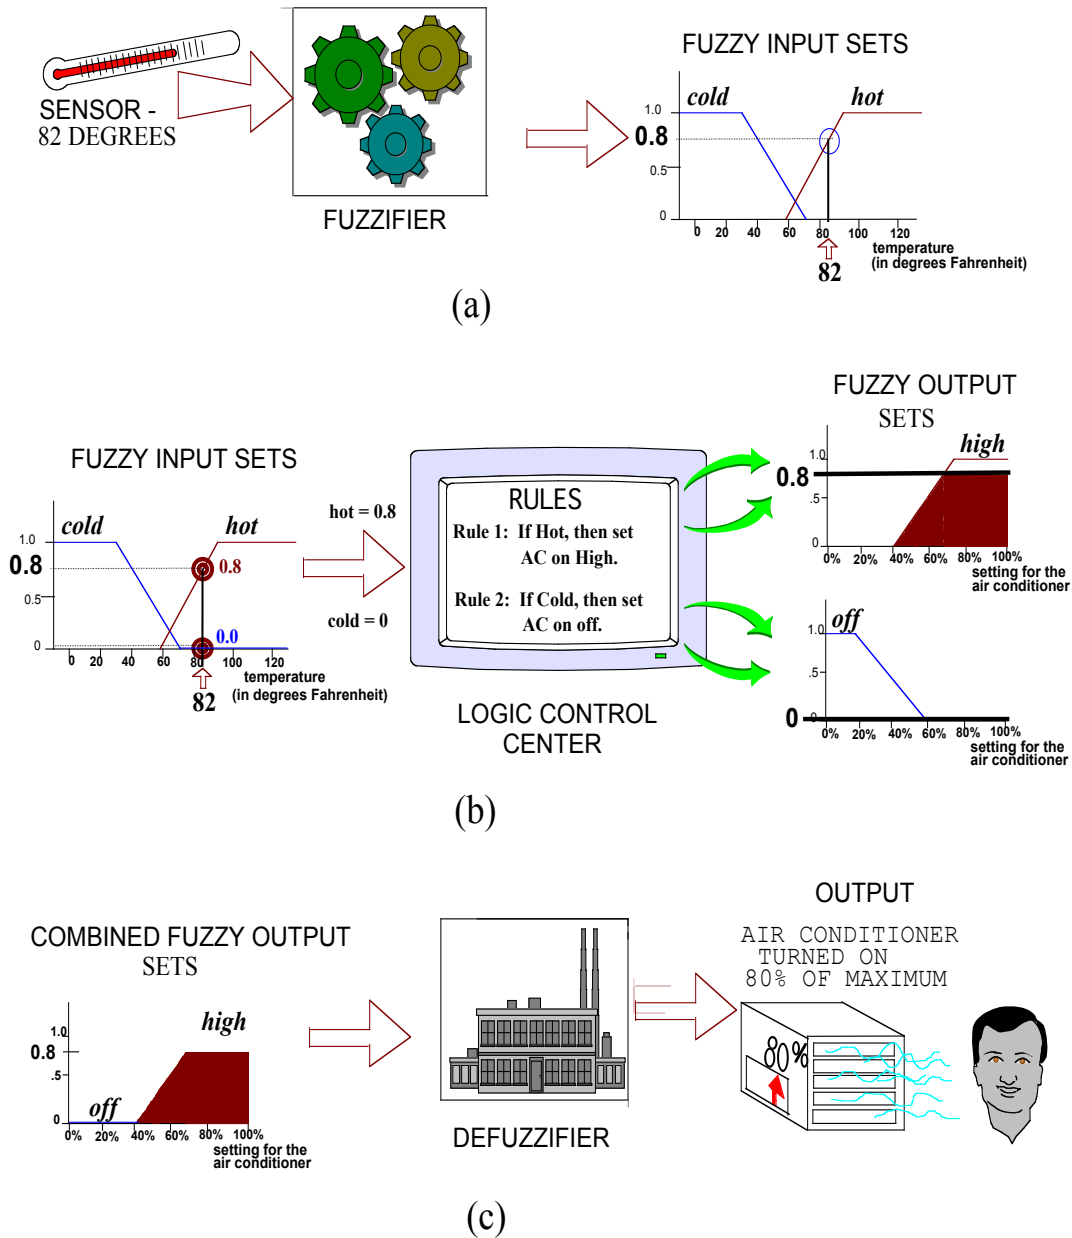 SENSOR -
82 DEGREES
FUZZIFIER
FUZZY INPUT SETS
cold hot
1.0
0.8
0.5
0
0 20 40 60 80 100 120
temperature
(in degrees Fahrenheit)
82
(a)
FUZZY INPUT SETS
cold hot
1.0
0.8
0.8
0.5
0.0
0
0 20 40 60 80 100 120
temperature
(in degrees Fahrenheit)
82
hot = 0.8
cold = 0
RULES
Rule 1: If Hot, then set
AC on High.
Rule 2: If Cold, then set
AC on off.
LOGIC CONTROL
CENTER
FUZZY OUTPUT
SETS
high
1.0
0.8
.5
0
0% 20% 40% 60% 80% 100%
setting for the
air conditioner
off
1.0
.5
0 0
0% 20% 40% 60% 80% 100%
setting for the
air conditioner
(b)
COMBINED FUZZY OUTPUT
SETS
high
1.0
0.8
.5
off
0
0% 20% 40% 60% 80% 100%
setting for the
air conditioner
DEFUZZIFIER
OUTPUT
AIR CONDITIONER
TURNED ON
80% OF MAXIMUM
80%
(c)